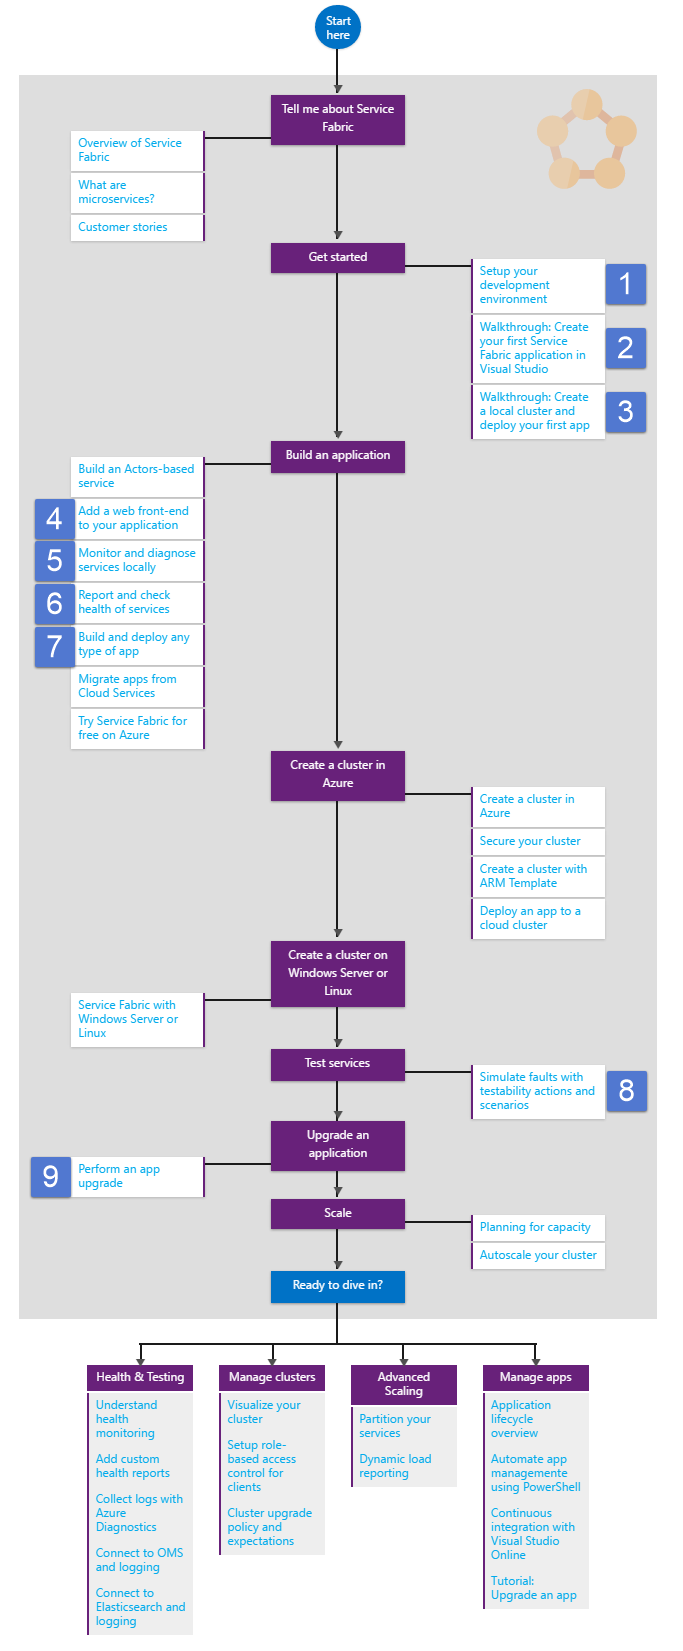 Start
here
Tell me about Service
Fabric
Overview of Service
Fabric
What are
microservices?
Customer stories
Get started
Setup your
development
environment
1
Walkthrough: Create
your first Service
Fabric application in
Visual Studio
2
Walkthrough: Create
a local cluster and
deploy your first app
3
Build an application
Build an Actors-based
service
4
Add a web front-end
to your application
5
Monitor and diagnose
services locally
6
Report and check
health of services
7
Build and deploy any
type of app
Migrate apps from
Cloud Services
Try Service Fabric for
free on Azure
Create a cluster in
Azure
Create a cluster in
Azure
Secure your cluster
Create a cluster with
ARM Template
Deploy an app to a
cloud cluster
Create a cluster on
Windows Server or
Linux
Service Fabric with
Windows Server or
Linux
Test services
Simulate faults with
testability actions and
scenarios
8
Upgrade an
application
9
Perform an app
upgrade
Scale
Planning for capacity
Autoscale your cluster
Ready to dive in?
Health & Testing
Understand
health
monitoring
Add custom
health reports
Collect logs with
Azure
Diagnostics
Connect to OMS
and logging
Connect to
Elasticsearch and
logging
Manage clusters
Visualize your
cluster
Setup role-
based access
control for
clients
Cluster upgrade
policy and
expectations
Advanced
Scaling
Partition your
services
Dynamic load
reporting
Manage apps
Application
lifecycle
overview
Automate app
managemente
using PowerShell
Continuous
integration with
Visual Studio
Online
Tutorial:
Upgrade an app